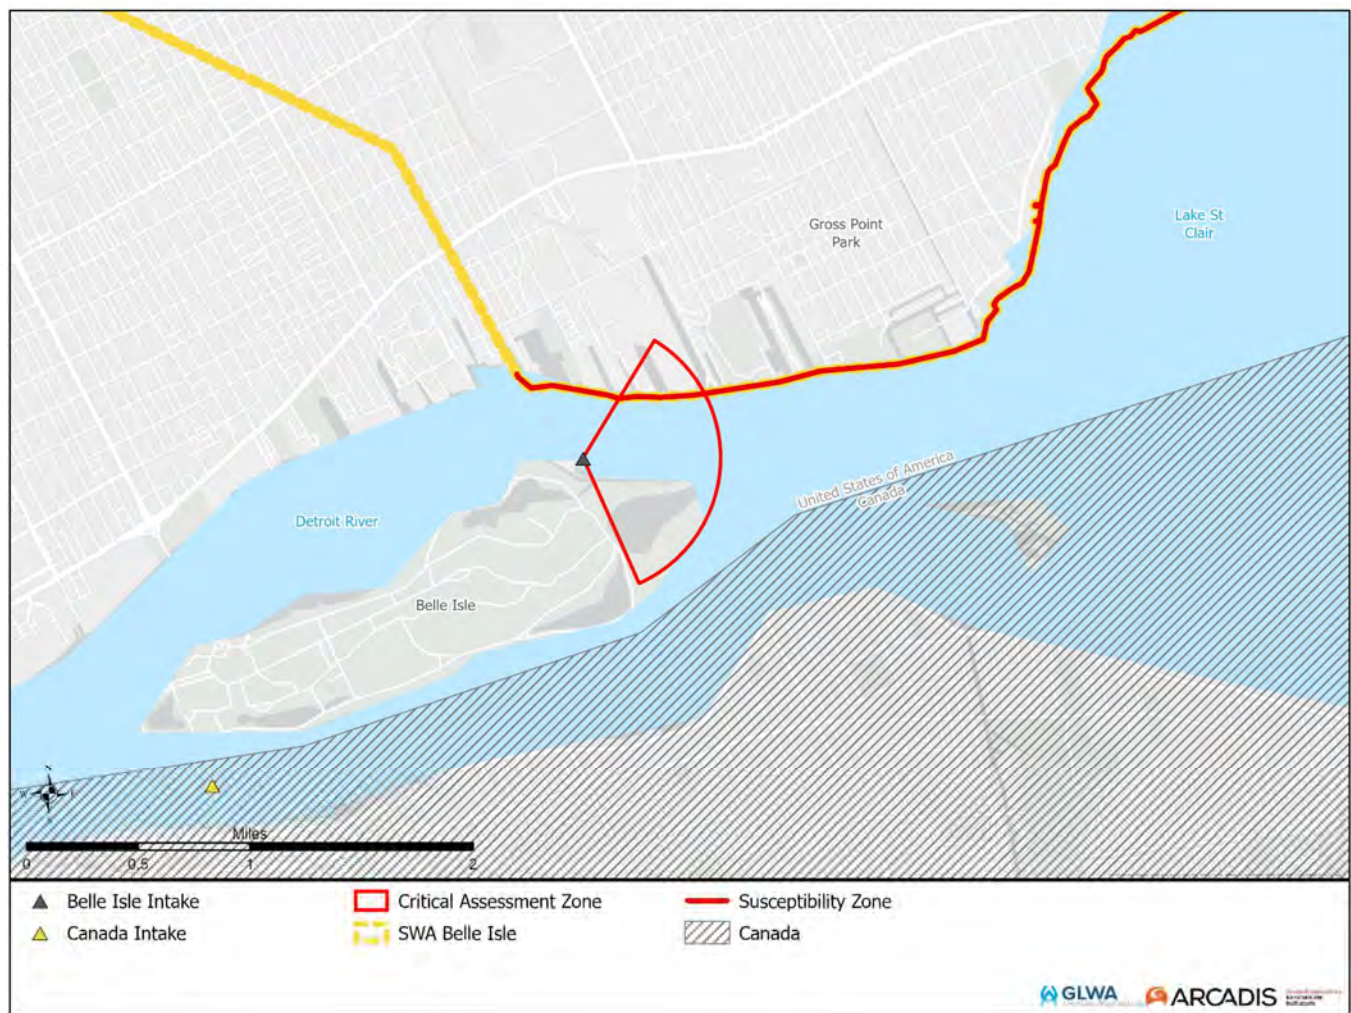 Gross Point
Park
Lake St
Clair
United States of America
Canada
Detroit River
Belle Isle
N
W
E
S
Miles
0
0.5
1
2
Belle Isle Intake
Critical Assessment Zone
Susceptibility Zone
Canada Intake
SWA Belle Isle
Canada
GLWA
ARCADIS